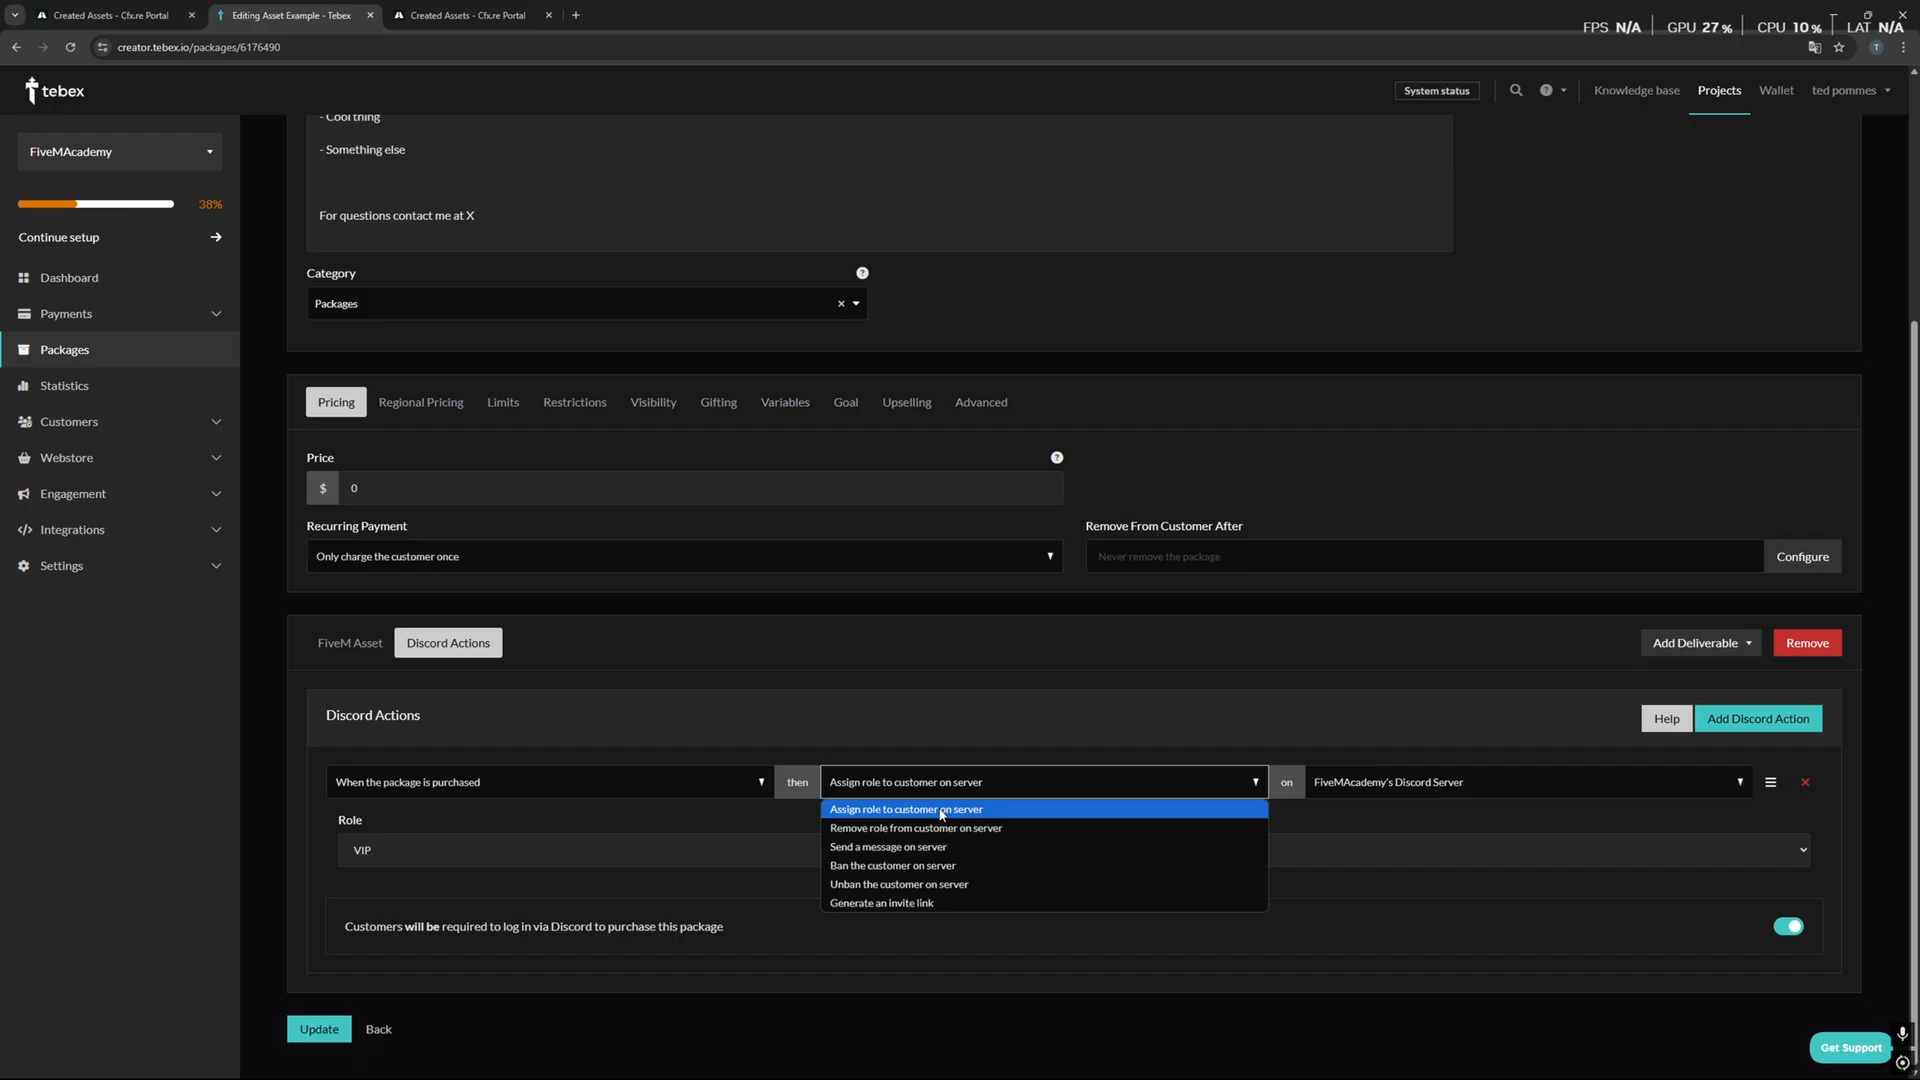 Created Assets - Cfx.re Portal
Editing Asset Example - Tebex
Created Assets - Cfx.re Portal
FPS N/A
GPU 27 %
CPU 10 %
LAT N/A
creator.tebex.io/packages/6176490
T
tebex
System status
Knowledge base
Projects
Wallet
ted pommes
FiveMAcademy
38%
Continue setup
Dashboard
Payments
Packages
Statistics
Customers
Webstore
Engagement
Integrations
Settings
- Cool thing
- Something else
For questions contact me at X
Category
Packages
Pricing
Regional Pricing
Limits
Restrictions
Visibility
Gifting
Variables
Goal
Upselling
Advanced
Price
$
0
Recurring Payment
Remove From Customer After
Only charge the customer once
Never remove the package
Configure
FiveM Asset
Discord Actions
Add Deliverable
Remove
Discord Actions
Help
Add Discord Action
When the package is purchased
then
Assign role to customer on server
on
FiveMAcademy's Discord Server
Assign role to customer on server
Remove role from customer on server
Send a message on server
Ban the customer on server
Unban the customer on server
Generate an invite link
Role
VIP
Customers will be required to log in via Discord to purchase this package
Update
Back
Get Support